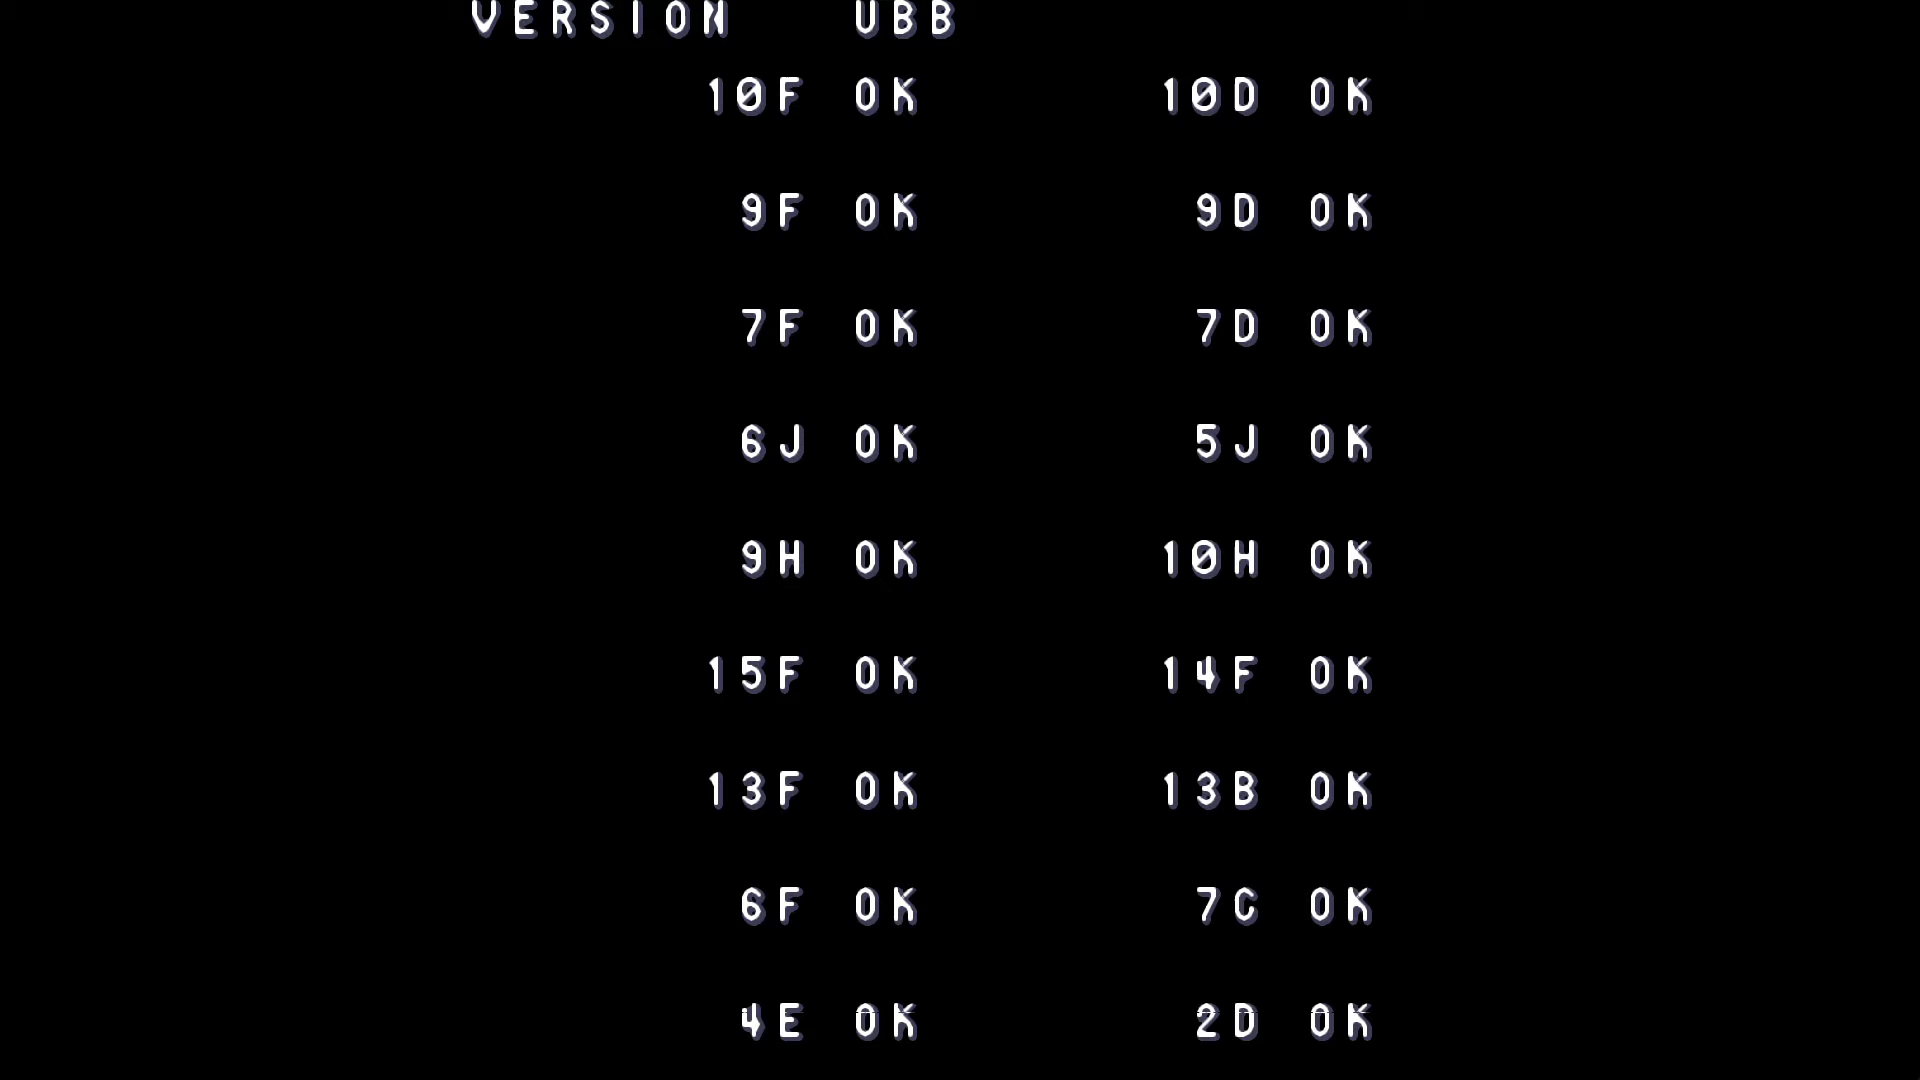 VERSION UBB
10F OK 10D OK
9F OK 9D OK
7F OK 7D OK
6J OK 5J OK
9H OK 10H OK
15F OK 14F OK
13F OK 13B OK
6F OK 7C OK
4E OK 2D OK